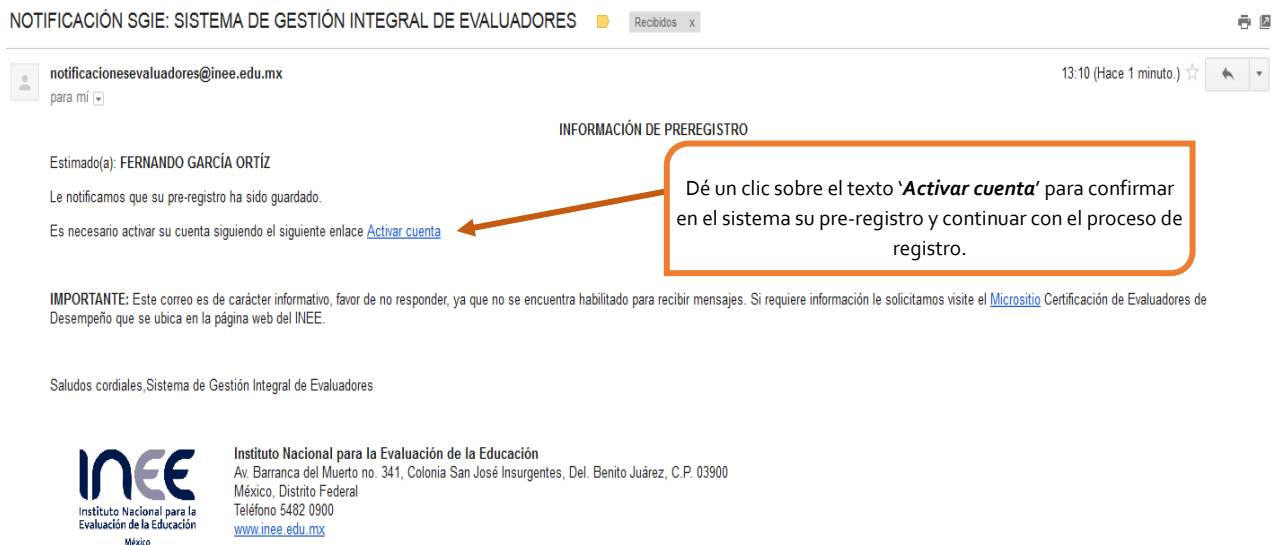 NOTIFICACIÓN SGIE: SISTEMA DE GESTIÓN INTEGRAL DE EVALUADORES
Recibidos x
notificacionesevaluadores@inee.edu.mx
13:10 (Hace 1 minuto.)
para mí
INFORMACIÓN DE PREREGISTRO
Estimado(a): FERNANDO GARCÍA ORTÍZ
Le notificamos que su pre-registro ha sido guardado.
Es necesario activar su cuenta siguiendo el siguiente enlace Activar cuenta
Dé un clic sobre el texto ‘Activar cuenta’ para confirmar
en el sistema su pre-registro y continuar con el proceso de
registro.
IMPORTANTE: Este correo es de carácter informativo, favor de no responder, ya que no se encuentra habilitado para recibir mensajes. Si requiere información le solicitamos visite el Micrositio Certificación de Evaluadores de
Desempeño que se ubica en la página web del INEE.
Saludos cordiales,Sistema de Gestión Integral de Evaluadores
INEE
Instituto Nacional para la
Evaluación de la Educación
México
Instituto Nacional para la Evaluación de la Educación
Av. Barranca del Muerto no. 341, Colonia San José Insurgentes, Del. Benito Juárez, C.P. 03900
México, Distrito Federal
Teléfono 5482 0900
www.inee.edu.mx